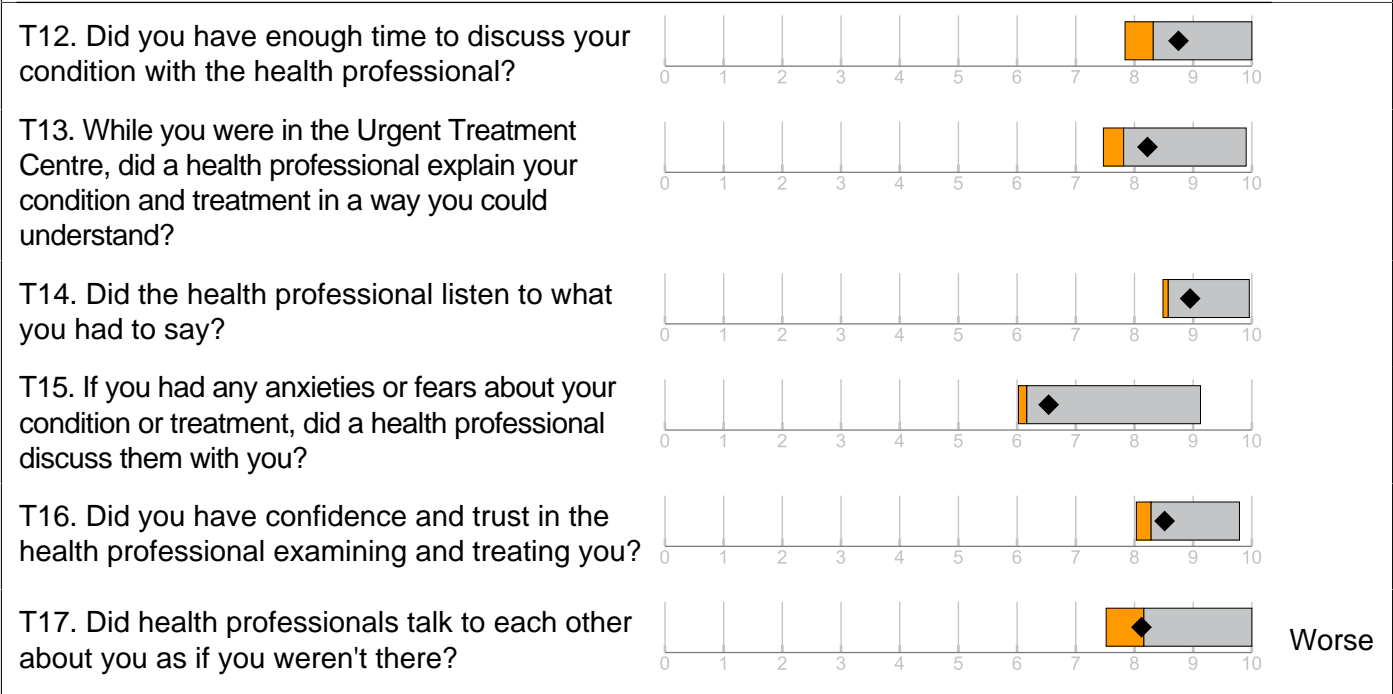 T12. Did you have enough time to discuss your
condition with the health professional?
0 1 2 3 4 5 6 7 8 9 10
T13. While you were in the Urgent Treatment
Centre, did a health professional explain your
condition and treatment in a way you could
understand?
0 1 2 3 4 5 6 7 8 9 10
T14. Did the health professional listen to what
you had to say?
0 1 2 3 4 5 6 7 8 9 10
T15. If you had any anxieties or fears about your
condition or treatment, did a health professional
discuss them with you?
0 1 2 3 4 5 6 7 8 9 10
T16. Did you have confidence and trust in the
health professional examining and treating you?
0 1 2 3 4 5 6 7 8 9 10
T17. Did health professionals talk to each other
about you as if you weren't there?
0 1 2 3 4 5 6 7 8 9 10
Worse